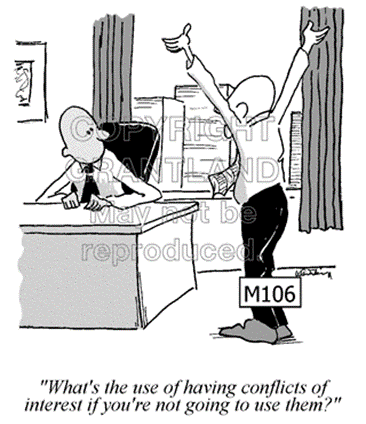 COPYRIGHT
GRANTLAND
May not be
reproduced
M106
"What's the use of having conflicts of
interest if you're not going to use them?"